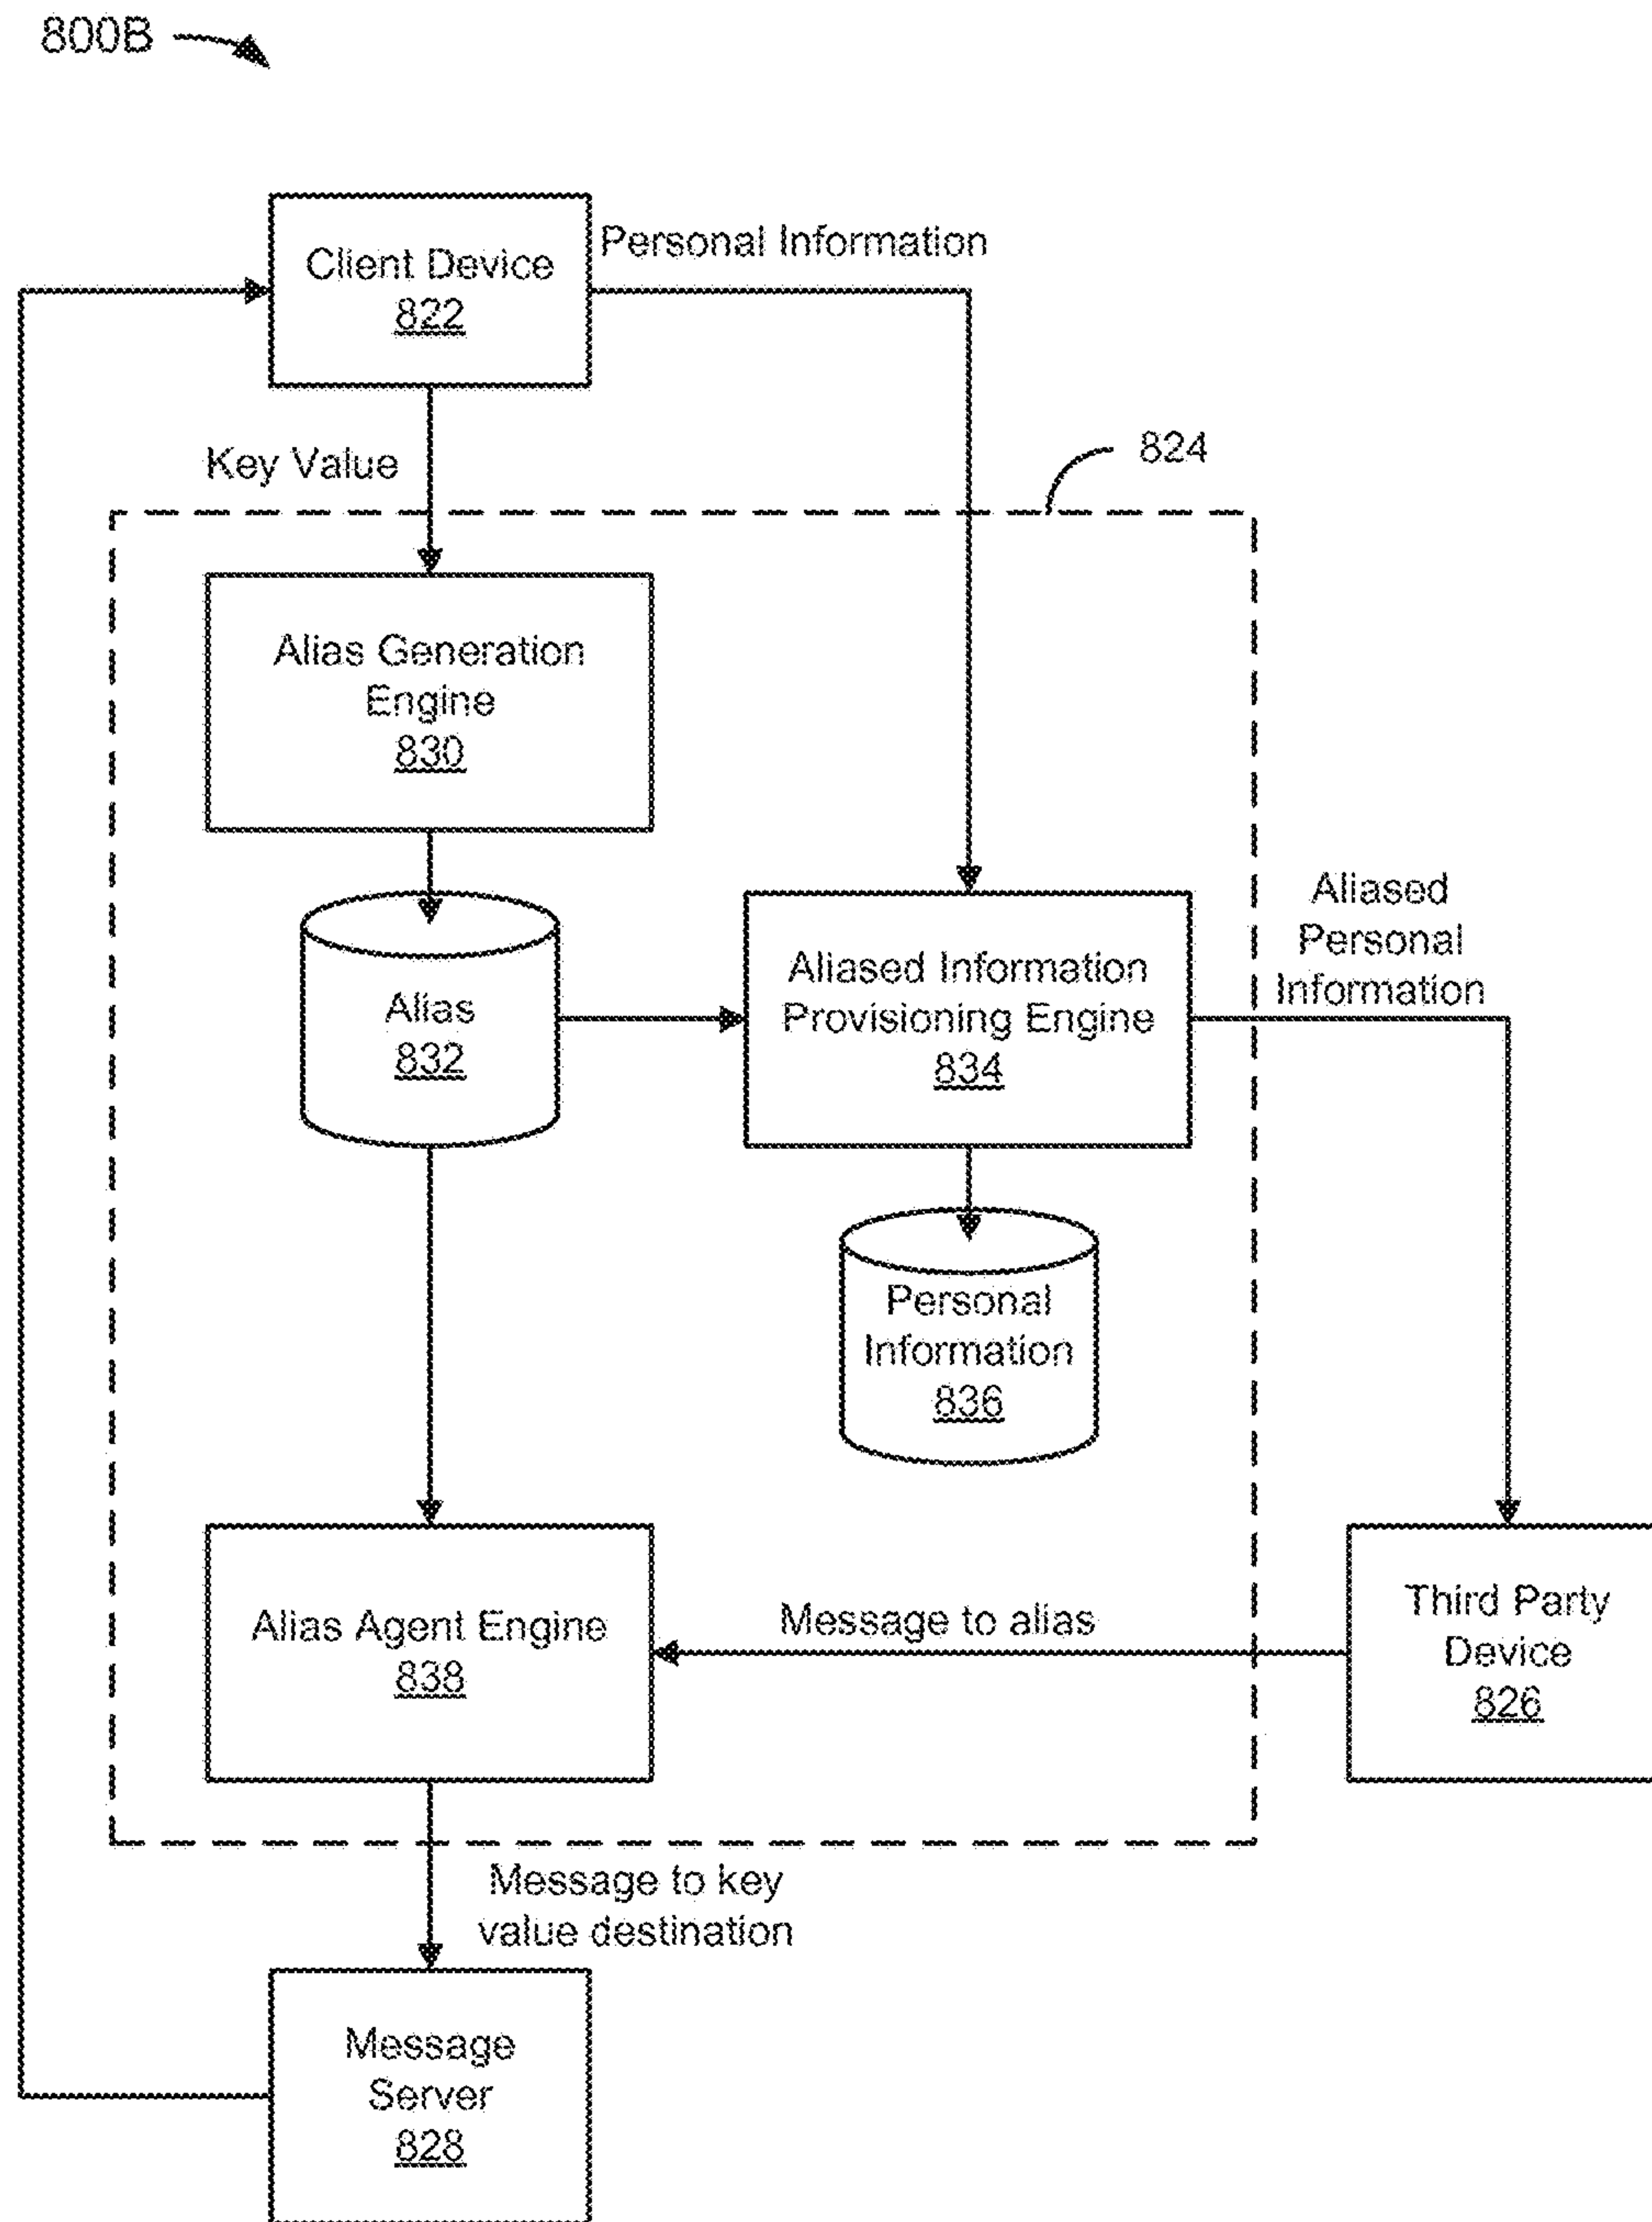 800B
Client Device
822
Personal Information
Key Value
824
Alias Generation
Engine
830
Alias
832
Aliased Information
Provisioning Engine
834
Aliased
Personal
Information
Personal
Information
836
Alias Agent Engine
838
Message to alias
Third Party
Device
826
Message to key
value destination
Message
Server
828